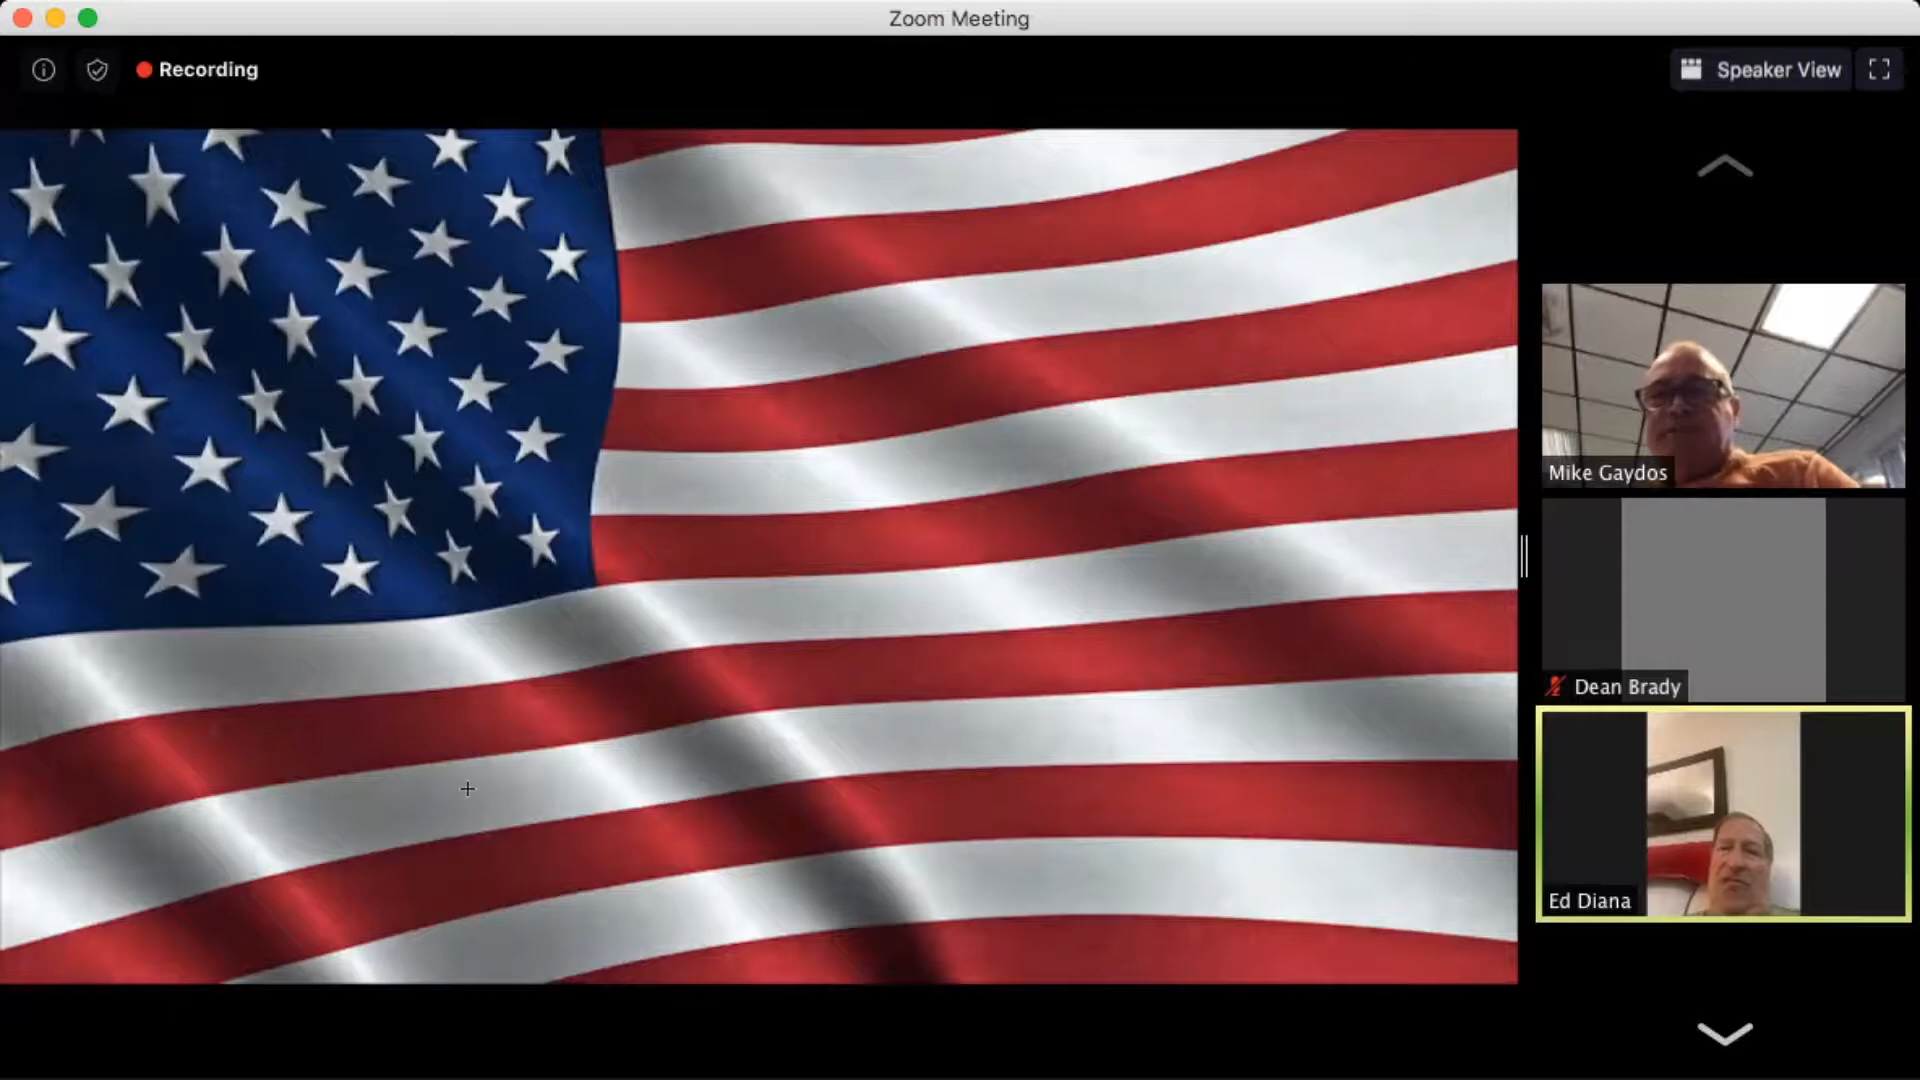 Zoom Meeting
Recording
Speaker View
Mike Gaydos
Dean Brady
Ed Diana